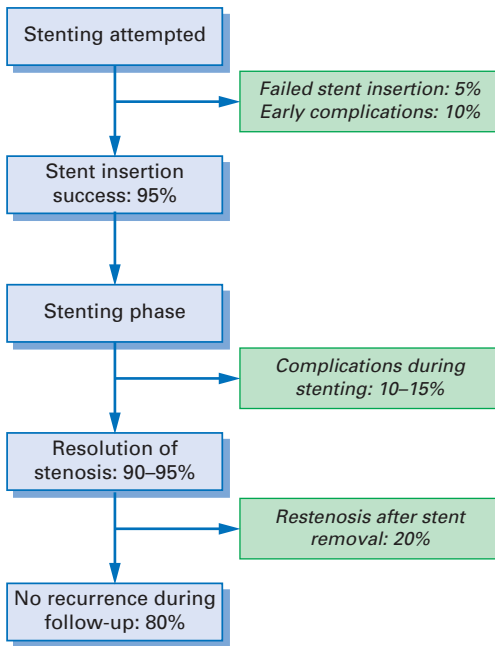 Stenting attempted
Failed stent insertion: 5%
Early complications: 10%
Stent insertion
success: 95%
Stenting phase
Complications during
stenting: 10–15%
Resolution of
stenosis: 90–95%
Restenosis after stent
removal: 20%
No recurrence during
follow-up: 80%